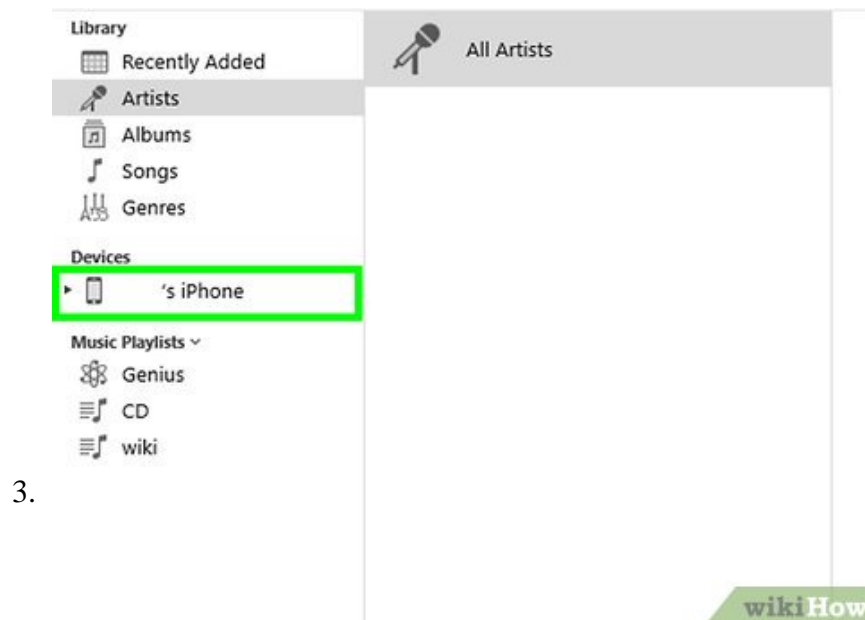 Library
Recently Added
Artists
Albums
Songs
Genres
Devices
's iPhone
Music Playlists
Genius
CD
wiki
All Artists
3.
wikiHow